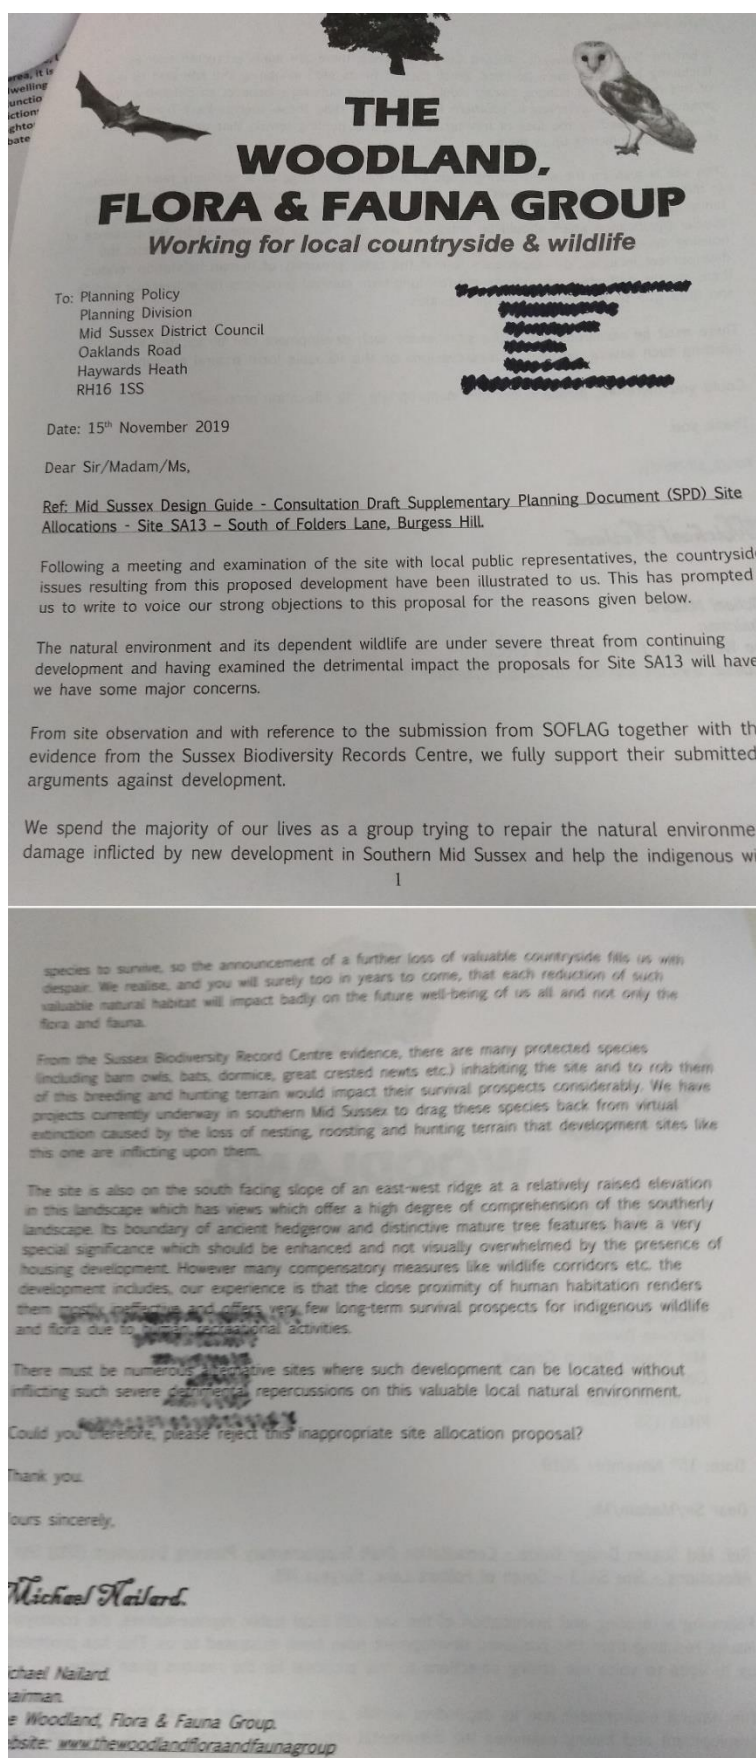 THE
WOODLAND,
FLORA & FAUNA GROUP
Working for local countryside & wildlife
To: Planning Policy
Planning Division
Mid Sussex District Council
Oaklands Road
Haywards Heath
RH16 1SS
Date: 15th November 2019
Dear Sir/Madam/Ms,
Ref: Mid Sussex Design Guide - Consultation Draft Supplementary Planning Document (SPD) Site
Allocations - Site SA13 – South of Folders Lane, Burgess Hill.
Following a meeting and examination of the site with local public representatives, the countrysid
issues resulting from this proposed development have been illustrated to us. This has prompted
us to write to voice our strong objections to this proposal for the reasons given below.
The natural environment and its dependent wildlife are under severe threat from continuing
development and having examined the detrimental impact the proposals for Site SA13 will have
we have some major concerns.
From site observation and with reference to the submission from SOFLAG together with th
evidence from the Sussex Biodiversity Records Centre, we fully support their submitted
arguments against development.
We spend the majority of our lives as a group trying to repair the natural environme
damage inflicted by new development in Southern Mid Sussex and help the indigenous wi
1
species to survive, so the announcement of a further loss of valuable countryside fills us with
despair. We realise, and you will surely too in years to come, that each reduction of such
valuable natural habitat will impact badly on the future well-being of us all and not only the
flora and fauna.
From the Sussex Biodiversity Record Centre evidence, there are many protected species
(including barn owls, bats, dormice, great crested newts etc.) inhabiting the site and to rob them
of this breeding and hunting terrain would impact their survival prospects considerably. We have
projects currently underway in southern Mid Sussex to drag these species back from virtual
extinction caused by the loss of nesting, roosting and hunting terrain that development sites like
this one are inflicting upon them.
The site is also on the south facing slope of an east-west ridge at a relatively raised elevation
in this landscape which has views which offer a high degree of comprehension of the southerly
landscape. Its boundary of ancient hedgerow and distinctive mature tree features have a very
special significance which should be enhanced and not visually overwhelmed by the presence of
housing development. However many compensatory measures like wildlife corridors etc. the
development includes, our experience is that the close proximity of human habitation renders
them mostly ineffective and offers very few long-term survival prospects for indigenous wildlife
and flora due to human recreational activities.
There must be numerous alternative sites where such development can be located without
inflicting such severe detrimental repercussions on this valuable local natural environment.
Could you therefore, please reject this inappropriate site allocation proposal?
Thank you.
ours sincerely,
Michael Nailard.
ichael Nailard.
airman.
e Woodland, Flora & Fauna Group.
bsite: www.thewoodlandfloraandfaunagroup